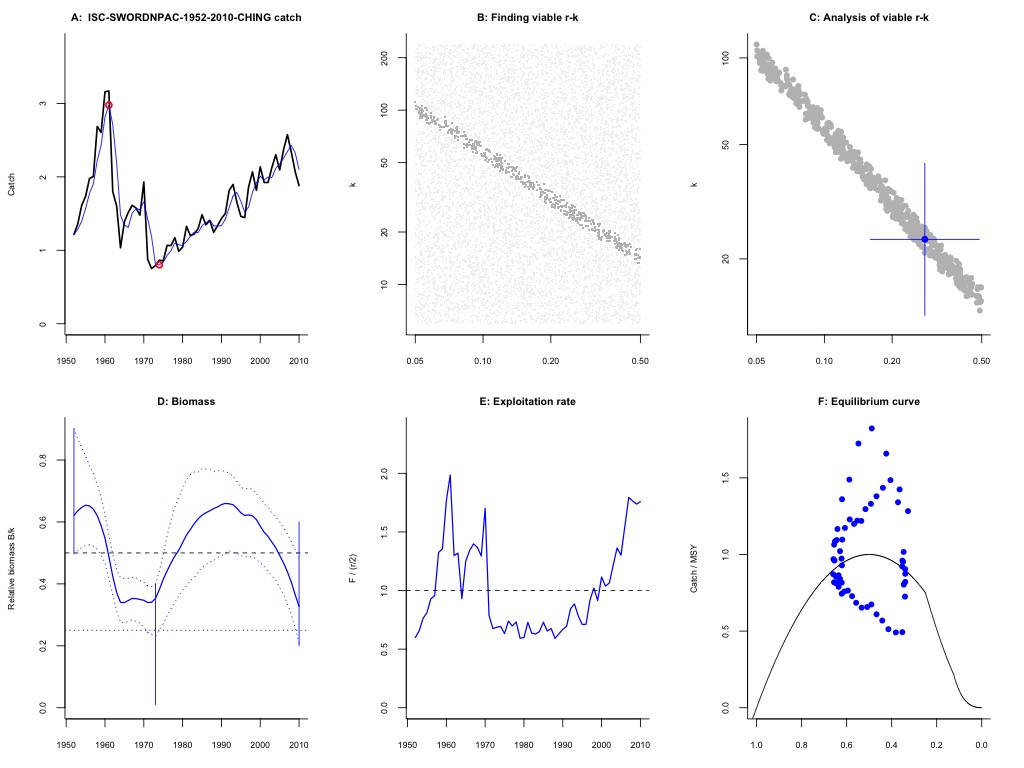 A: ISC-SWORDNPAC-1952-2010-CHING catch
Catch
0 1 2 3
1950 1960 1970 1980 1990 2000 2010
B: Finding viable r-k
k
10 20 50 100 200
0.05 0.10 0.20 0.50
C: Analysis of viable r-k
k
20 50 100
0.05 0.10 0.20 0.50
D: Biomass
Relative biomass B/k
0.0 0.2 0.4 0.6 0.8
1950 1960 1970 1980 1990 2000 2010
E: Exploitation rate
F / (r/2)
0.0 0.5 1.0 1.5 2.0
1950 1960 1970 1980 1990 2000 2010
F: Equilibrium curve
Catch / MSY
0.0 0.5 1.0 1.5
1.0 0.8 0.6 0.4 0.2 0.0